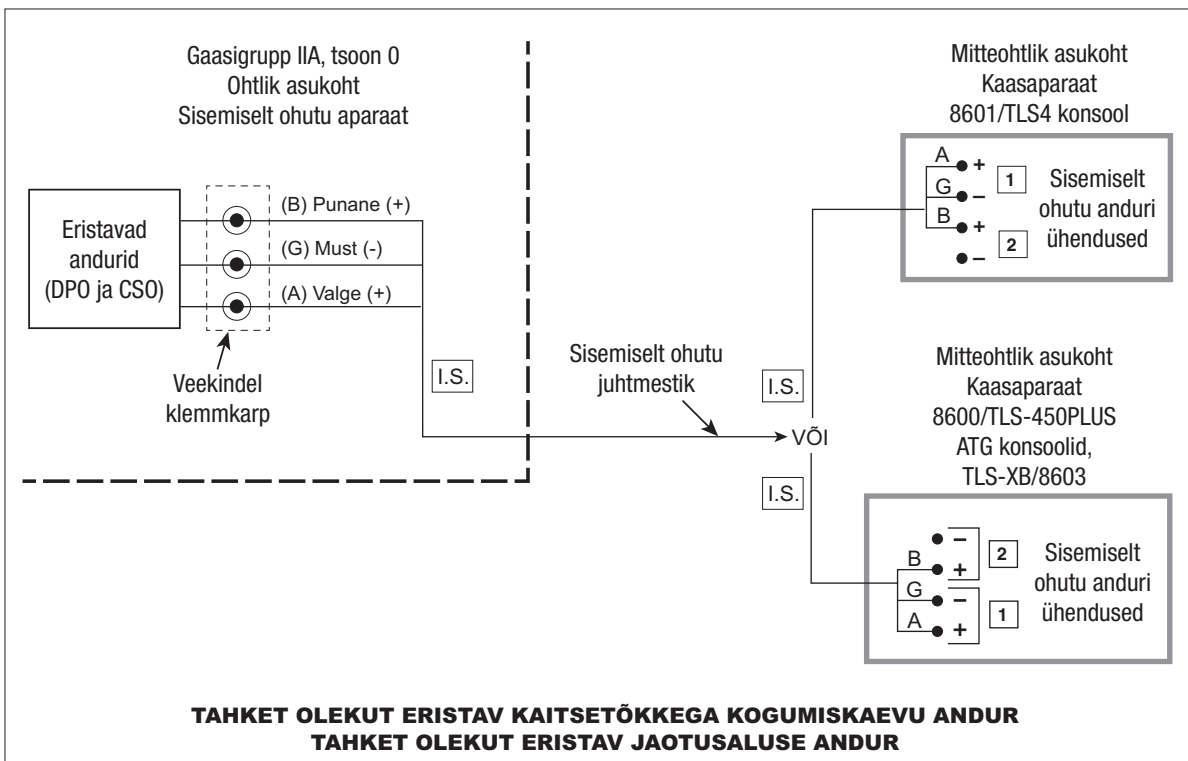 Gaasigrupp IIA, tsoon 0
Ohtlik asukoht
Sisemiselt ohutu aparaat
Eristavad
andurid
(DPO ja CSO)
(B) Punane (+)
(G) Must (-)
(A) Valge (+)
Veekindel
klemmkarp
I.S.
Sisemiselt ohutu
juhtmestik
VÕI
I.S.
I.S.
Mitteohtlik asukoht
Kaasaparaat
8601/TLS4 konsool
A +
G –
B +
–
1
2
Sisemiselt
ohutu anduri
ühendused
Mitteohtlik asukoht
Kaasaparaat
8600/TLS-450PLUS
ATG konsoolid,
TLS-XB/8603
–
B +
G –
A +
2
1
Sisemiselt
ohutu anduri
ühendused
TAHKET OLEKUT ERISTAV KAITSETÕKKEGA KOGUMISKAEVU ANDUR
TAHKET OLEKUT ERISTAV JAOTUSALUSE ANDUR